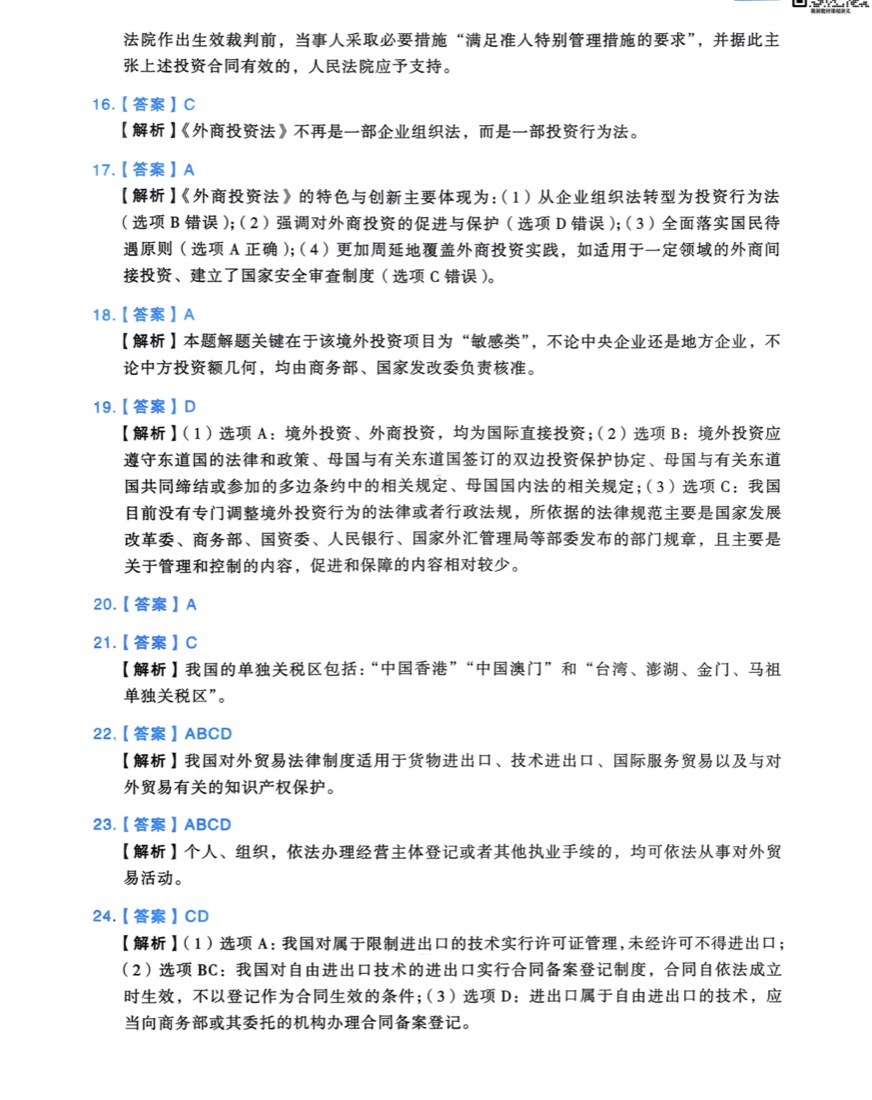 法院作出生效裁判前，当事人采取必要措施“满足准入特别管理措施的要求”，并据此主
张上述投资合同有效的，人民法院应予支持。
16.【答案】C
【解析】《外商投资法》不再是一部企业组织法，而是一部投资行为法。
17.【答案】A
【解析】《外商投资法》的特色与创新主要体现为：（1）从企业组织法转型为投资行为法
（选项 B 错误）；（2）强调对外商投资的促进与保护（选项 D 错误）；（3）全面落实国民待
遇原则（选项 A 正确）；（4）更加周延地覆盖外商投资实践，如适用于一定领域的外商间
接投资、建立了国家安全审查制度（选项 C 错误）。
18.【答案】A
【解析】本题解题关键在于该境外投资项目为“敏感类”，不论中央企业还是地方企业，不
论中方投资额几何，均由商务部、国家发改委负责核准。
19.【答案】D
【解析】（1）选项 A：境外投资、外商投资，均为国际直接投资；（2）选项 B：境外投资应
遵守东道国的法律和政策、母国与有关东道国签订的双边投资保护协定、母国与有关东道
国共同缔结或参加的多边条约中的相关规定、母国国内法的相关规定；（3）选项 C：我国
目前没有专门调整境外投资行为的法律或者行政法规，所依据的法律规范主要是国家发展
改革委、商务部、国资委、人民银行、国家外汇管理局等部委发布的部门规章，且主要是
关于管理和控制的内容，促进和保障的内容相对较少。
20.【答案】A
21.【答案】C
【解析】我国的单独关税区包括：“中国香港”“中国澳门”和“台湾、澎湖、金门、马祖
单独关税区”。
22.【答案】ABCD
【解析】我国对外贸易法律制度适用于货物进出口、技术进出口、国际服务贸易以及与对
外贸易有关的知识产权保护。
23.【答案】ABCD
【解析】个人、组织，依法办理经营主体登记或者其他执业手续的，均可依法从事对外贸
易活动。
24.【答案】CD
【解析】（1）选项 A：我国对属于限制进出口的技术实行许可证管理，未经许可不得进出口；
（2）选项 BC：我国对自由进出口技术的进出口实行合同备案登记制度，合同自依法成立
时生效，不以登记作为合同生效的条件；（3）选项 D：进出口属于自由进出口的技术，应
当向商务部或其委托的机构办理合同备案登记。